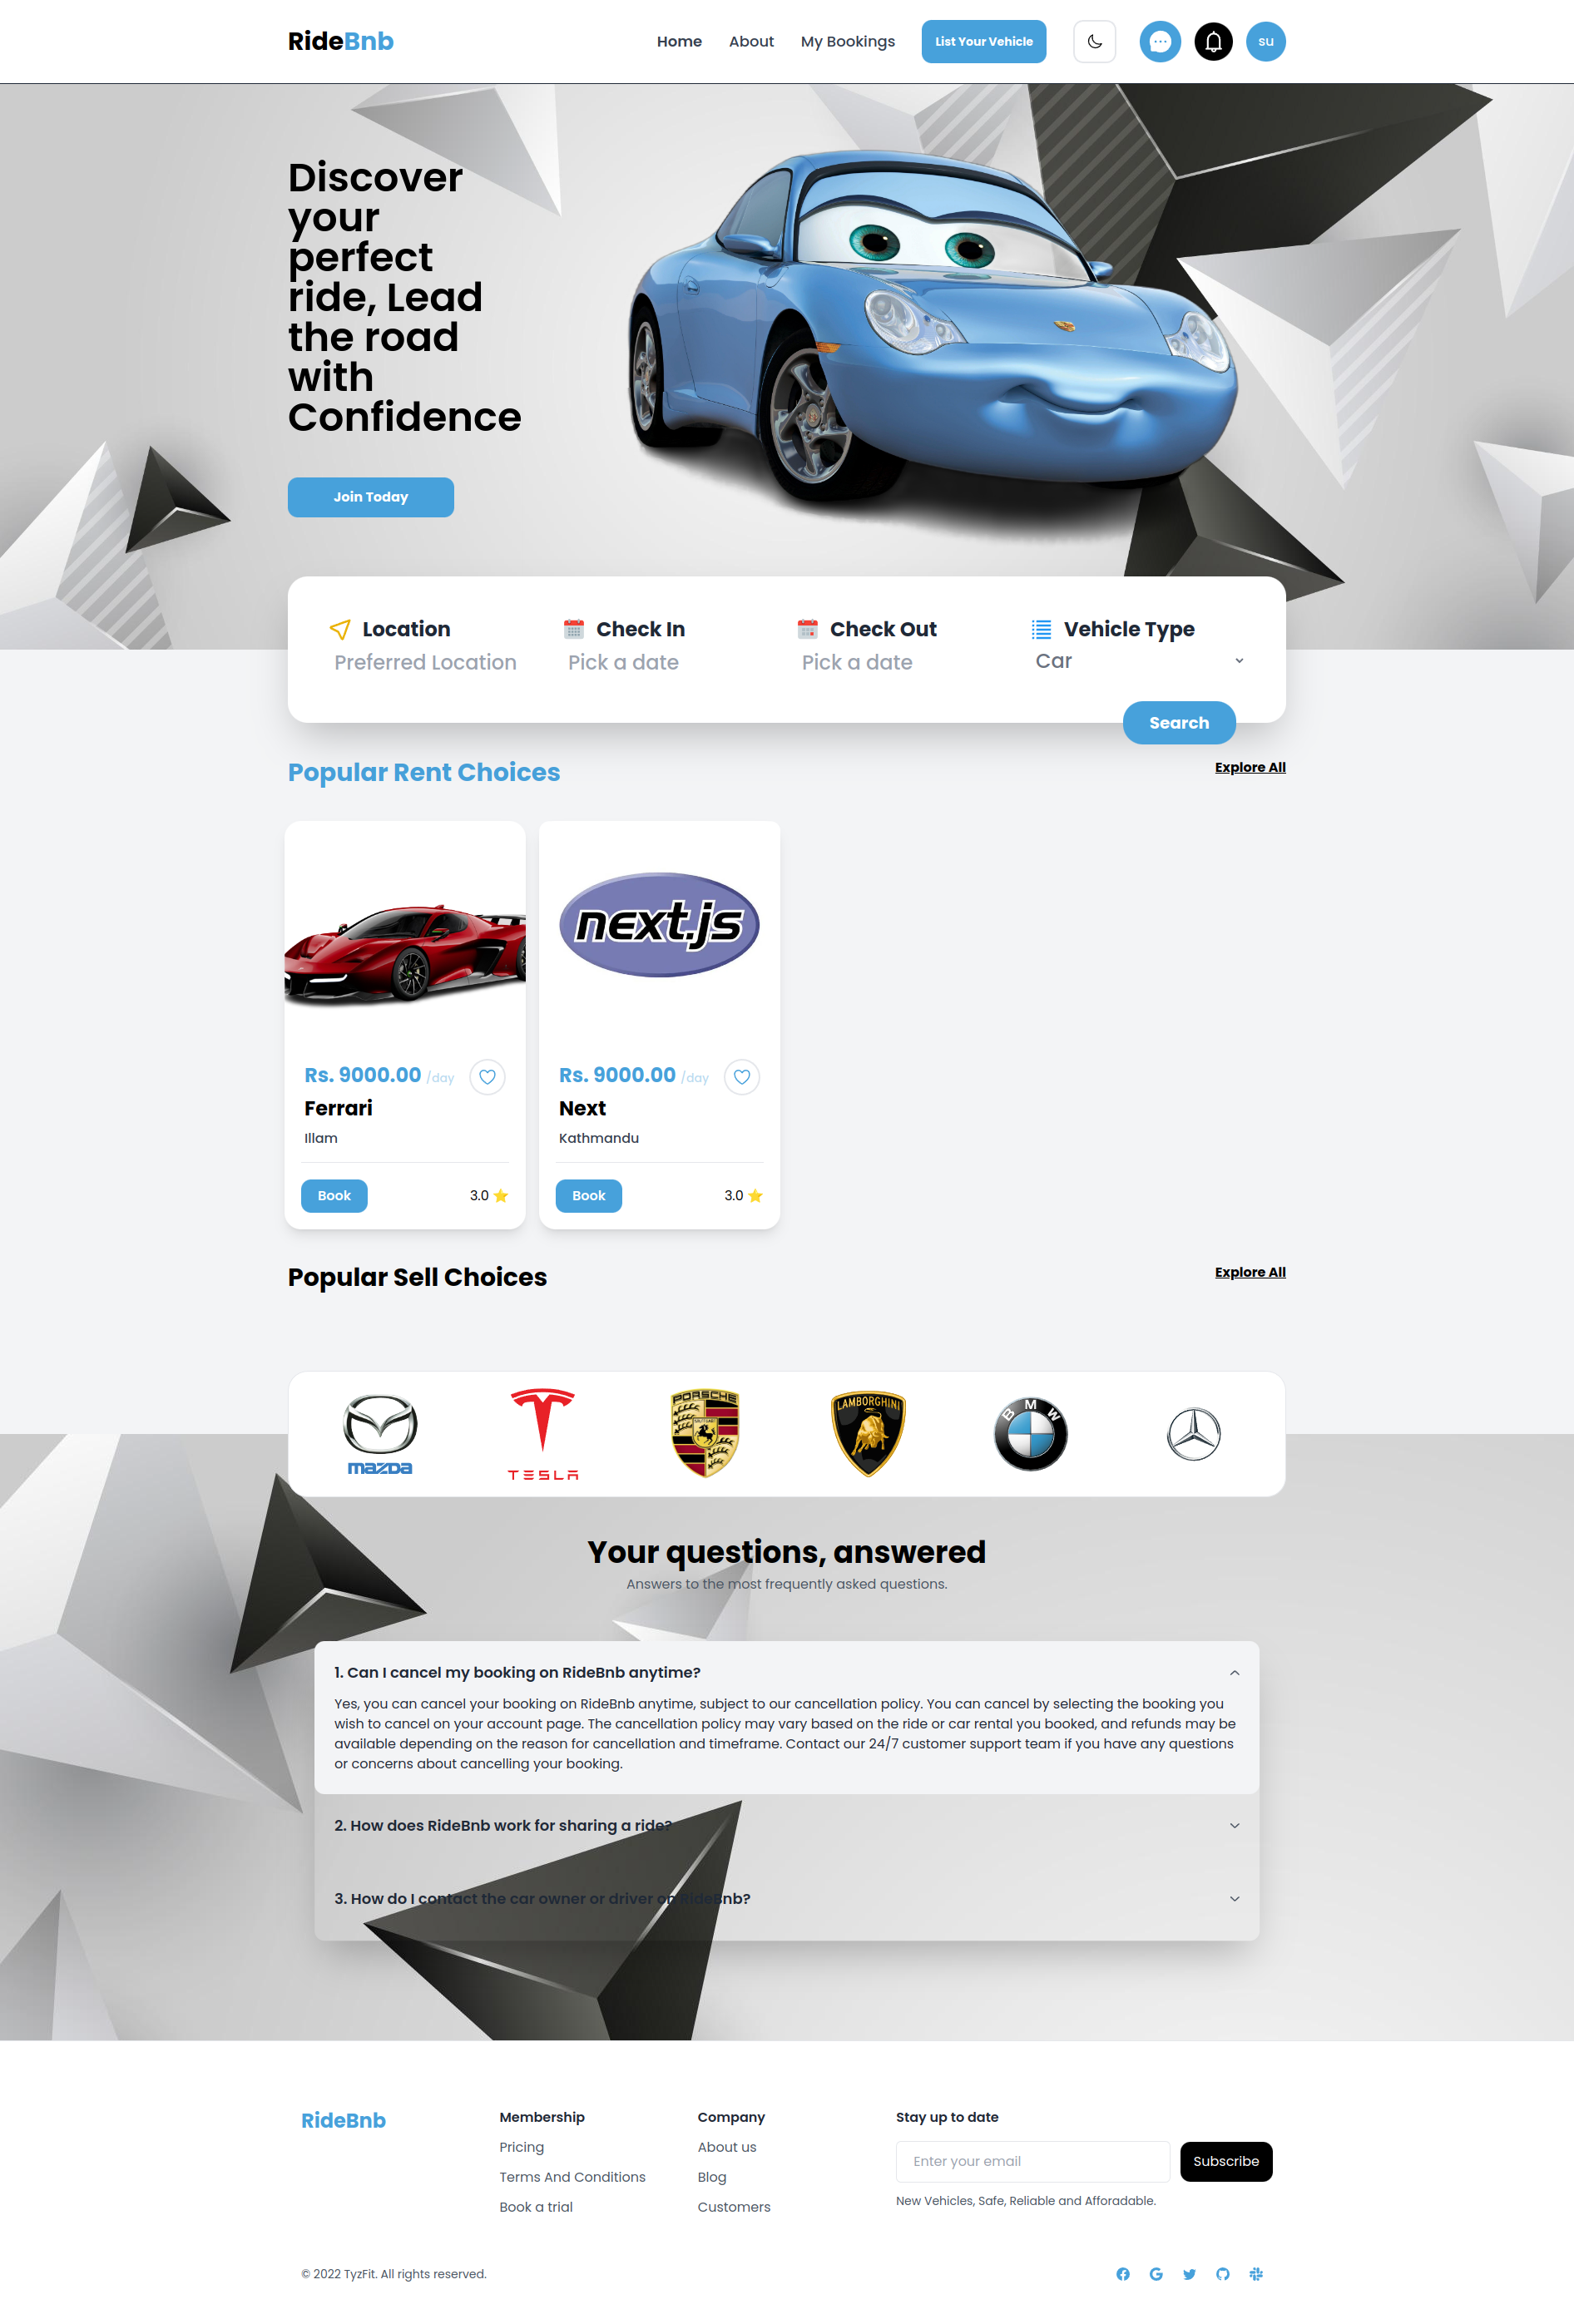 RideBnb
Home
About
My Bookings
List Your Vehicle
su
Discover
your
perfect
ride, Lead
the road
with
Confidence
Join Today
Location
Preferred Location
Check In
Pick a date
Check Out
Pick a date
Vehicle Type
Car
Search
Popular Rent Choices
Explore All
next.js
Rs. 9000.00 /day
Ferrari
Illam
Book
3.0
Rs. 9000.00 /day
Next
Kathmandu
Book
3.0
Popular Sell Choices
Explore All
mazda
TESLA
PORSCHE
STUTTGART
LAMBORGHINI
BMW
Your questions, answered
Answers to the most frequently asked questions.
1. Can I cancel my booking on RideBnb anytime?
Yes, you can cancel your booking on RideBnb anytime, subject to our cancellation policy. You can cancel by selecting the booking you
wish to cancel on your account page. The cancellation policy may vary based on the ride or car rental you booked, and refunds may be
available depending on the reason for cancellation and timeframe. Contact our 24/7 customer support team if you have any questions
or concerns about cancelling your booking.
2. How does RideBnb work for sharing a ride?
3. How do I contact the car owner or driver on RideBnb?
RideBnb
Membership
Pricing
Terms And Conditions
Book a trial
Company
About us
Blog
Customers
Stay up to date
Enter your email
Subscribe
New Vehicles, Safe, Reliable and Afforadable.
© 2022 TyzFit. All rights reserved.